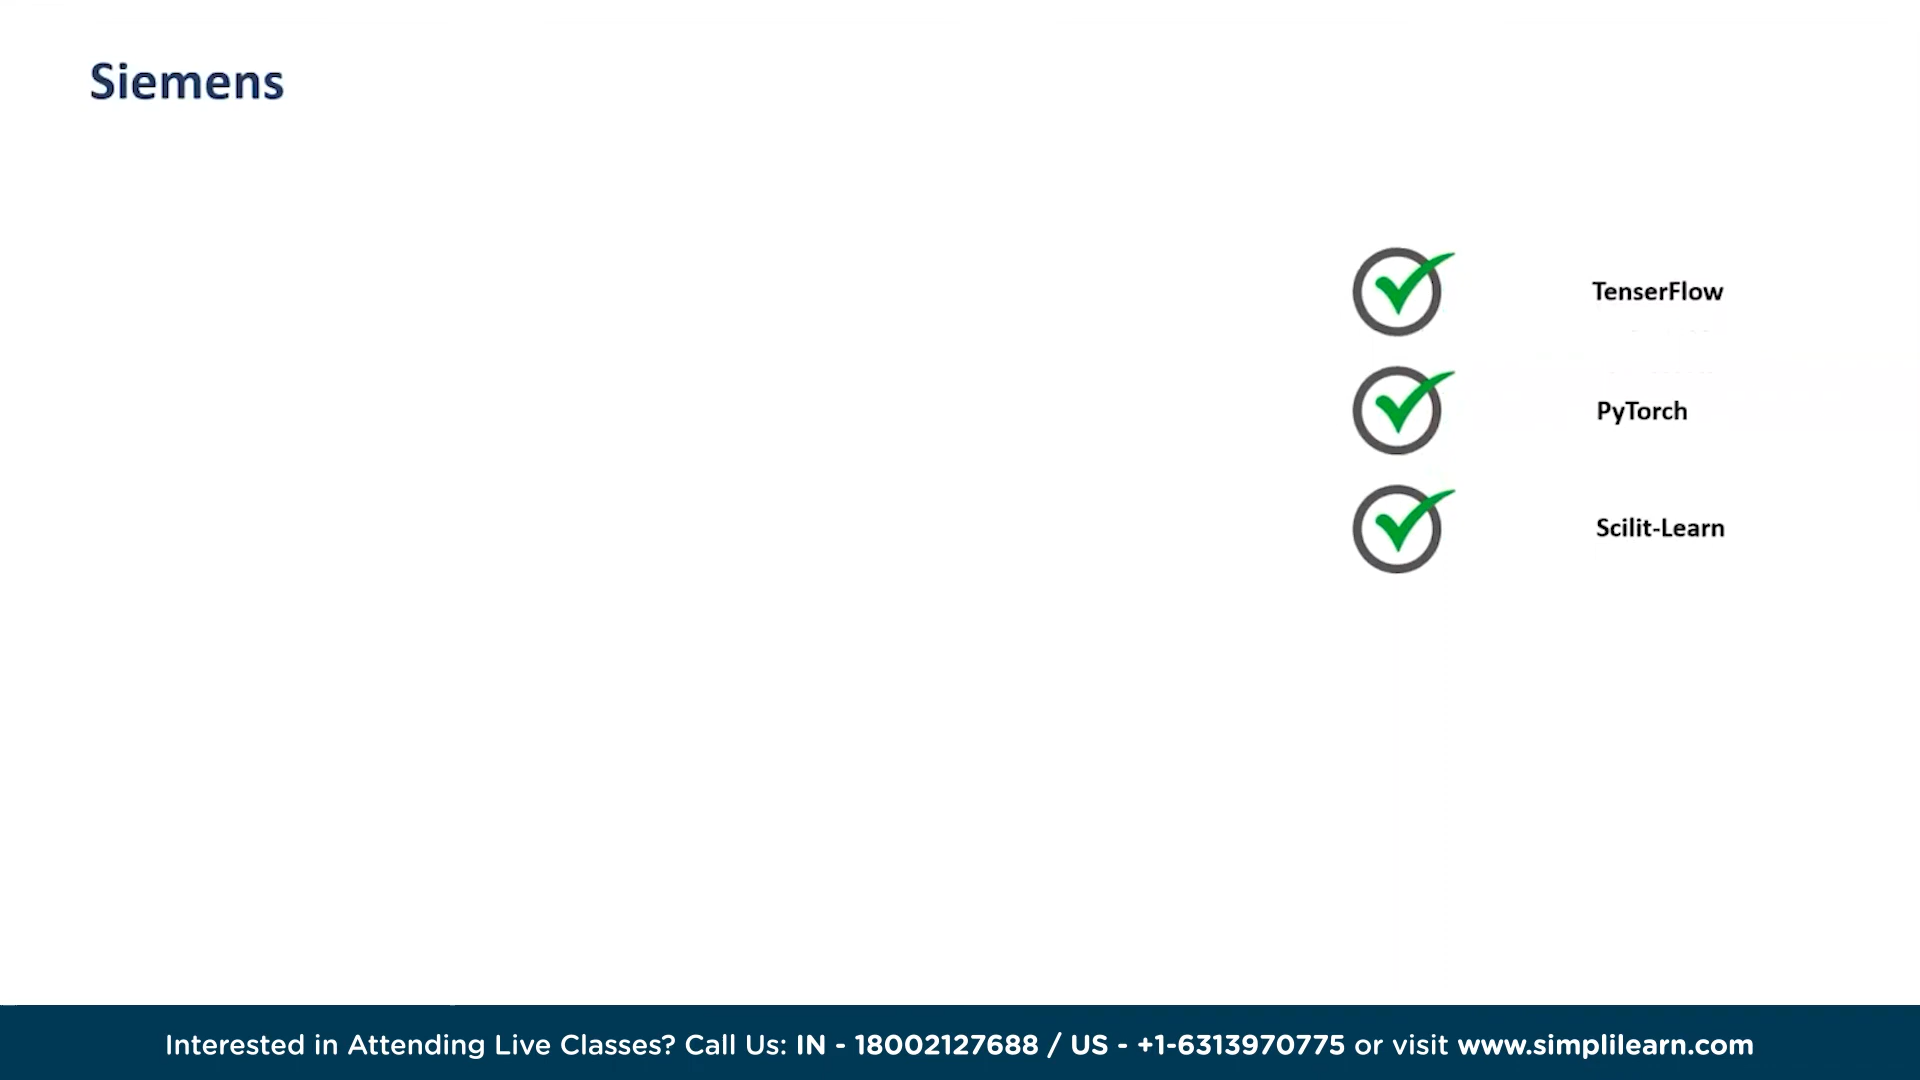 Siemens
TenserFlow
PyTorch
Scilit-Learn
Interested in Attending Live Classes? Call Us: IN - 18002127688 / US - +1-6313970775 or visit www.simplilearn.com